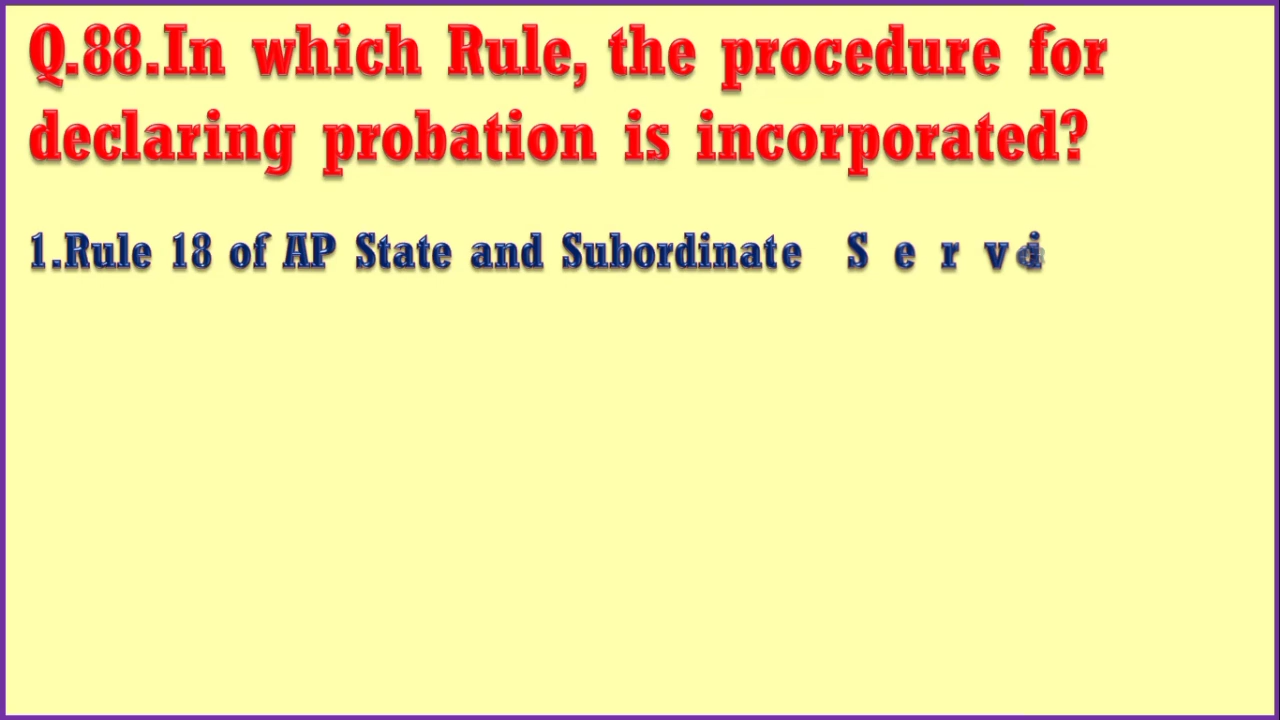 Q.88.In which Rule, the procedure for
declaring probation is incorporated?
1.Rule 18 of AP State and Subordinate